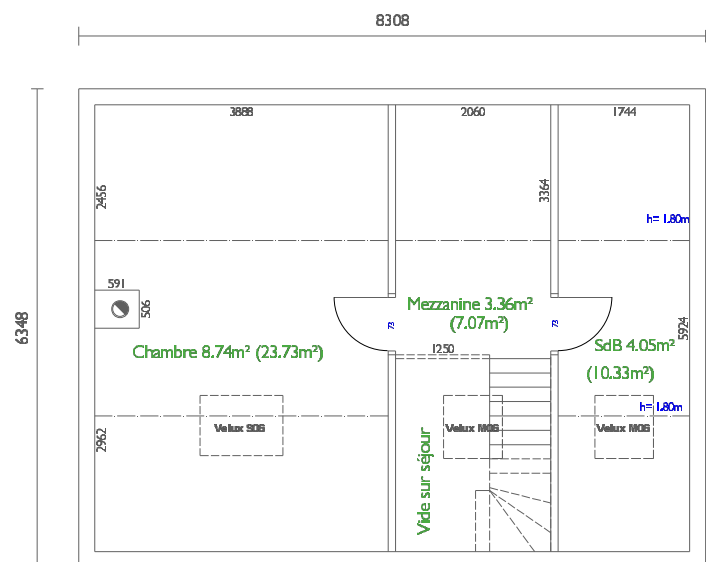 8308
3888
2060
1744
2456
3364
h= 1.80m
591
506
6348
Mezzanine 3.36m²
(7.07m²)
73
73
5924
Chambre 8.74m² (23.73m²)
1250
SdB 4.05m²
(10.33m²)
h= 1.80m
Velux S06
Velux M06
Velux M06
2962
Vide sur séjour